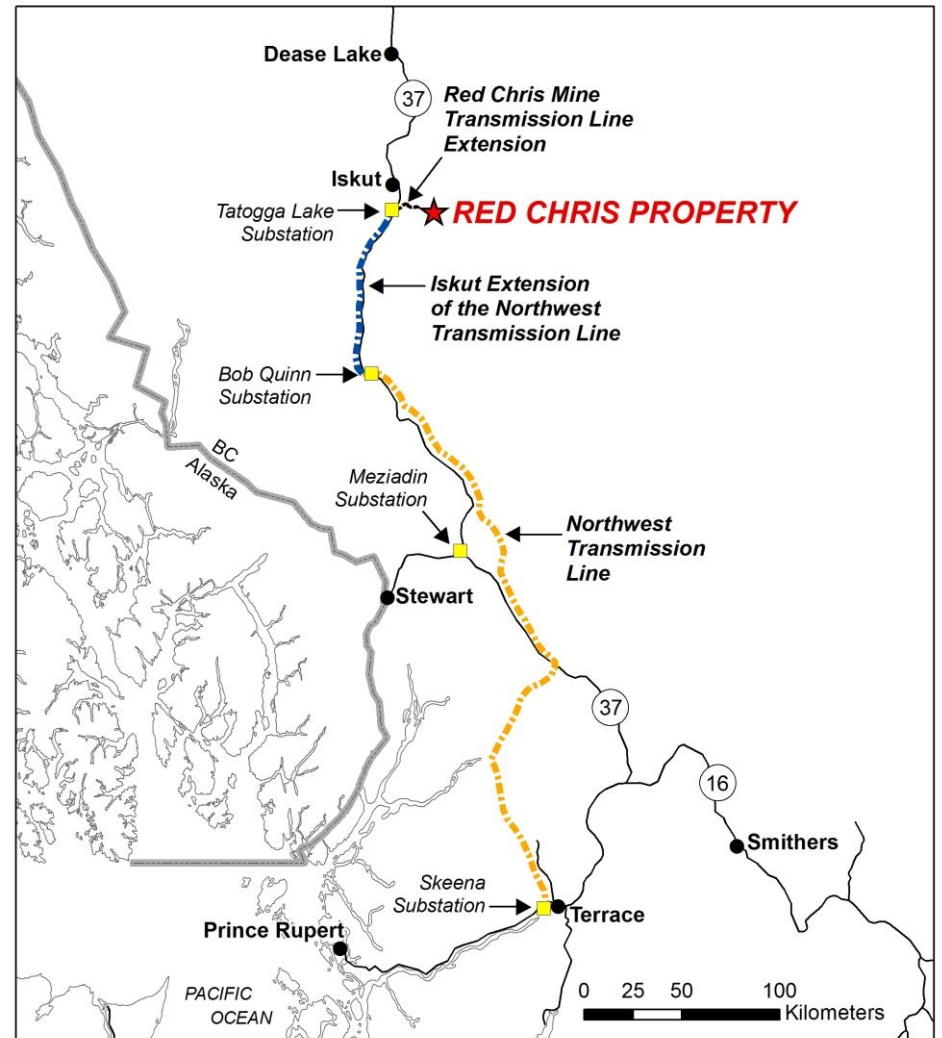 Dease Lake
37
Red Chris Mine
Transmission Line
Extension
Iskut
Tatogga Lake
Substation
RED CHRIS PROPERTY
Iskut Extension
of the Northwest
Transmission Line
Bob Quinn
Substation
BC
Alaska
Meziadin
Substation
Northwest
Transmission
Line
Stewart
37
16
Smithers
Skeena
Substation
Terrace
Prince Rupert
PACIFIC
OCEAN
0 25 50 100
Kilometers